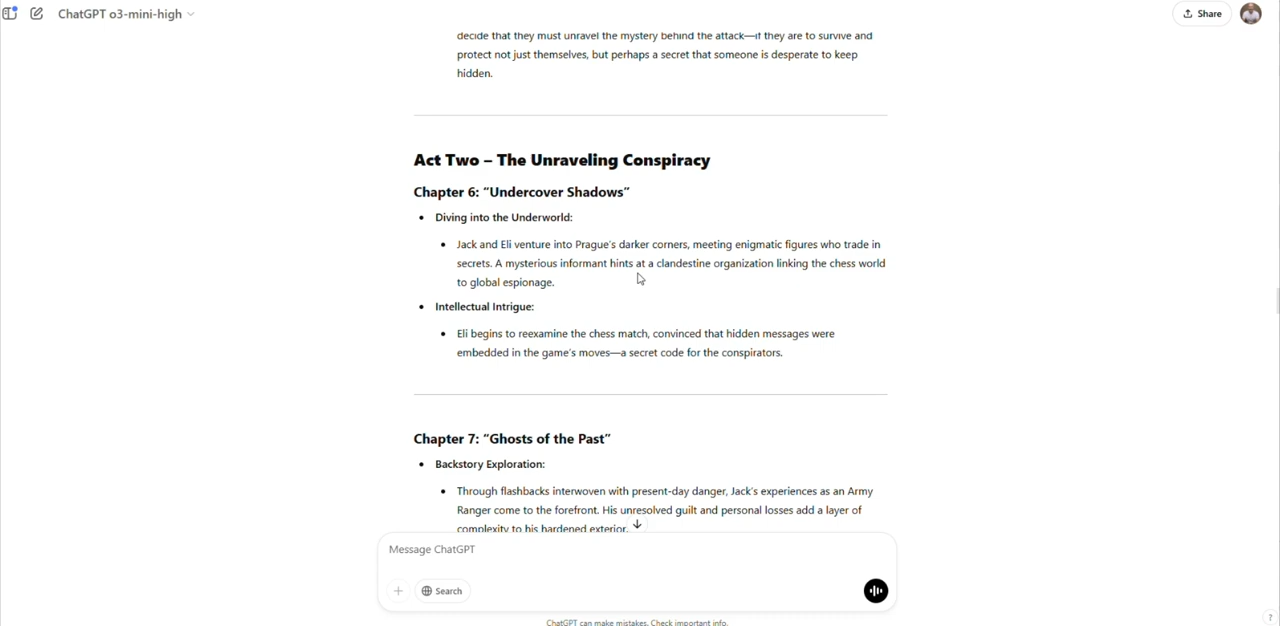 ChatGPT o3-mini-high
Share
decide that they must unravel the mystery behind the attack—if they are to survive and
protect not just themselves, but perhaps a secret that someone is desperate to keep
hidden.
Act Two – The Unraveling Conspiracy
Chapter 6: “Undercover Shadows”
• Diving into the Underworld:
• Jack and Eli venture into Prague’s darker corners, meeting enigmatic figures who trade in
secrets. A mysterious informant hints at a clandestine organization linking the chess world
to global espionage.
• Intellectual Intrigue:
• Eli begins to reexamine the chess match, convinced that hidden messages were
embedded in the game’s moves—a secret code for the conspirators.
Chapter 7: “Ghosts of the Past”
• Backstory Exploration:
• Through flashbacks interwoven with present-day danger, Jack’s experiences as an Army
Ranger come to the forefront. His unresolved guilt and personal losses add a layer of
complexity to his hardened exterior.
Message ChatGPT
Search
ChatGPT can make mistakes. Check important info.
?